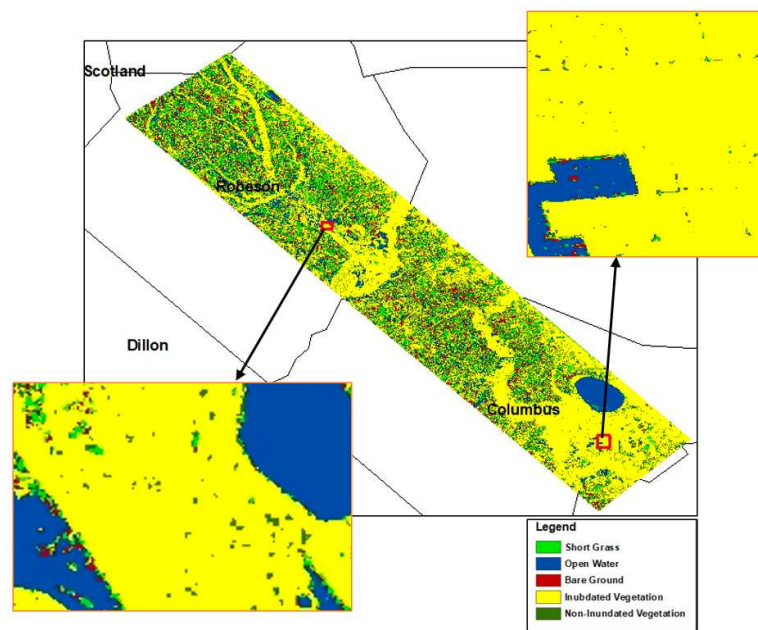 Scotland
Robeson
Dillon
Columbus
Legend
Short Grass
Open Water
Bare Ground
Inubdated Vegetation
Non-Inundated Vegetation